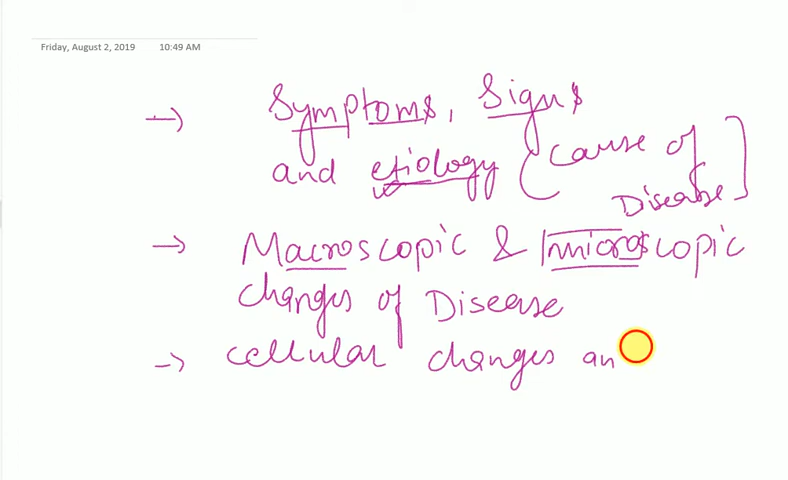 Friday, August 2, 2019 10:49 AM
→ Symptoms, Signs
and etiology (cause of
Disease]
→ Macroscopic & microscopic
changes of Disease
→ cellular changes an